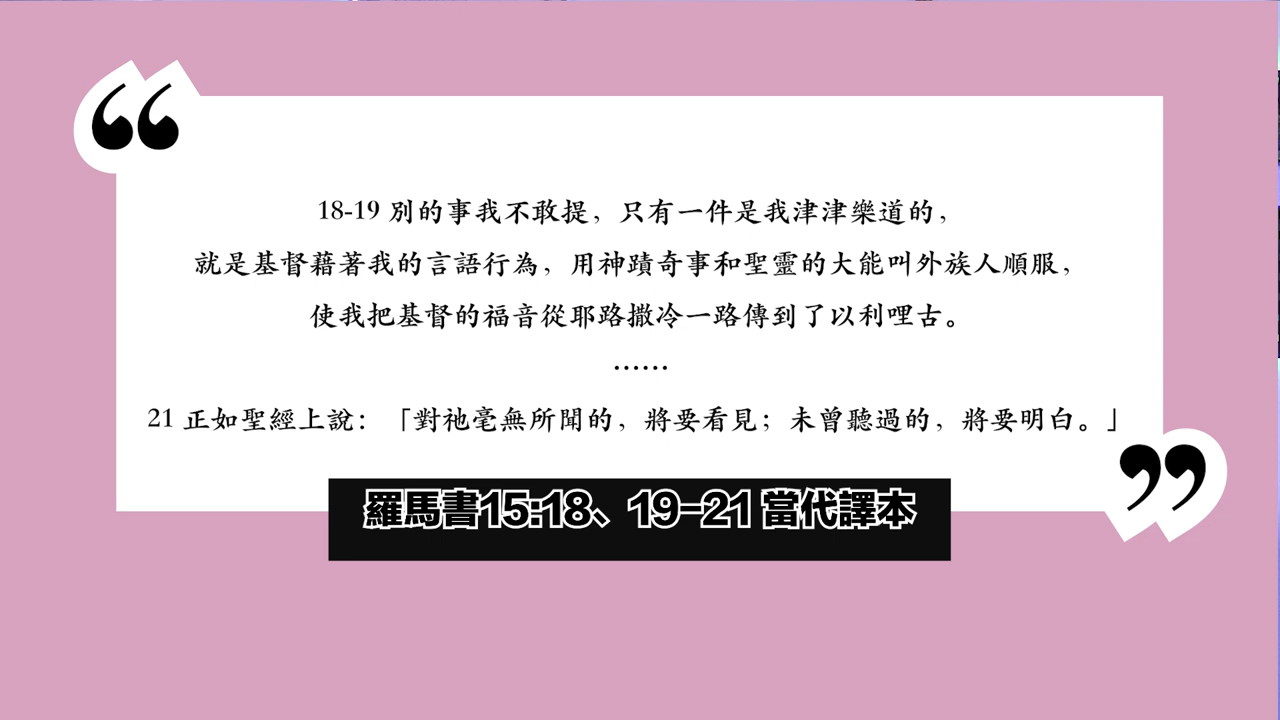 18-19 別的事我不敢提，只有一件是我津津樂道的，
就是基督藉著我的言語行為，用神蹟奇事和聖靈的大能叫外族人順服，
使我把基督的福音從耶路撒冷一路傳到了以利哩古。
……
21 正如聖經上說：「對祂毫無所聞的，將要看見；未曾聽過的，將要明白。」
羅馬書15:18、19-21 當代譯本